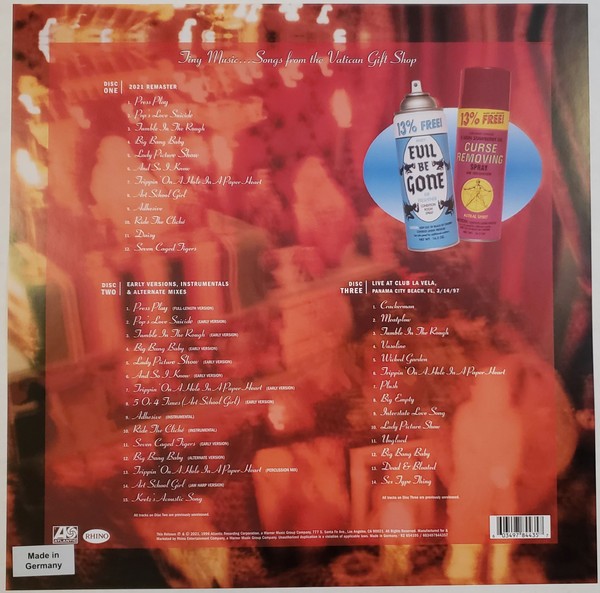 Tiny Music...Songs from the Vatican Gift Shop
DISC ONE | 2021 REMASTER
1. Press Play
2. Pop's Love Suicide
3. Tumble In The Rough
4. Big Bang Baby
5. Lady Picture Show
6. And So I Know
7. Trippin' On A Hole In A Paper Heart
8. Art School Girl
9. Adhesive
10. Ride The Cliché
11. Daisy
12. Seven Caged Tigers
13% FREE!
EVIL
BE
GONE
13% FREE!
CURSE
REMOVING
SPRAY
DISC TWO | EARLY VERSIONS, INSTRUMENTALS
& ALTERNATE MIXES
1. Press Play (FULL-LENGTH VERSION)
2. Pop's Love Suicide (EARLY VERSION)
3. Tumble In The Rough (EARLY VERSION)
4. Big Bang Baby (EARLY VERSION)
5. Lady Picture Show (EARLY VERSION)
6. And So I Know (EARLY VERSION)
7. Trippin' On A Hole In A Paper Heart (EARLY VERSION)
8. 5 Or 4 Times (Art School Girl) (EARLY VERSION)
9. Adhesive (INSTRUMENTAL)
10. Ride The Cliché (INSTRUMENTAL)
11. Seven Caged Tigers (EARLY VERSION)
12. Big Bang Baby (ALTERNATE VERSION)
13. Trippin' On A Hole In A Paper Heart (PERCUSSION MIX)
14. Art School Girl (JAW HARP VERSION)
15. Kretz's Acoustic Song
All tracks on Disc Two are previously unreleased.
DISC THREE | LIVE AT CLUB LA VELA,
PANAMA CITY BEACH, FL, 3/14/97
1. Crackerman
2. Meatplow
3. Tumble In The Rough
4. Vasoline
5. Wicked Garden
6. Trippin' On A Hole In A Paper Heart
7. Plush
8. Big Empty
9. Interstate Love Song
10. Lady Picture Show
11. Unglued
12. Big Bang Baby
13. Dead & Bloated
14. Sex Type Thing
All tracks on Disc Three are previously unreleased.
ATLANTIC
RHINO
Made in
Germany